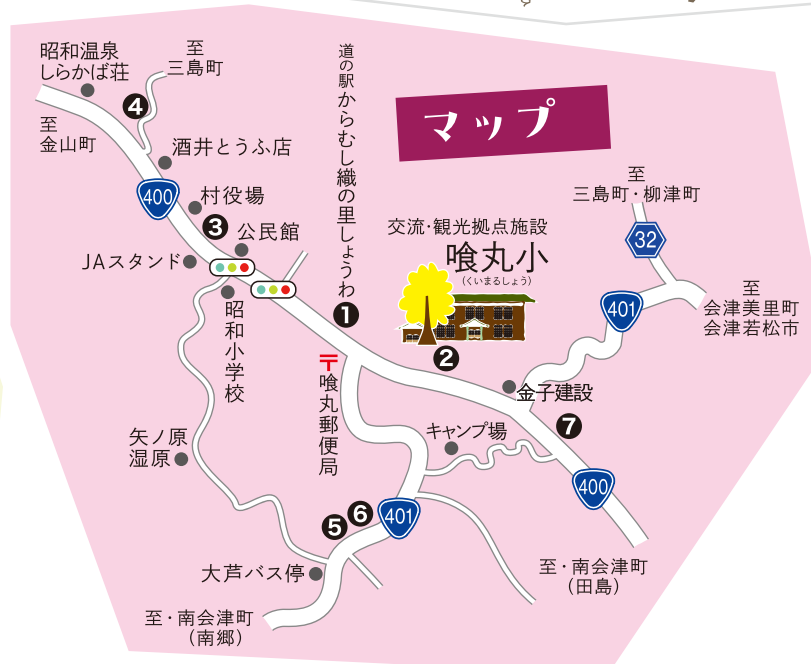 マップ
昭和温泉
しらかば荘
至
三島町
❹
至
金山町
酒井とうふ店
400
村役場
❸
公民館
JAスタンド
昭和小学校
道の駅からむし織の里しょうわ
❶
〒
喰丸郵便局
交流・観光拠点施設
喰丸小
(くいまるしょう)
❷
至
三島町・柳津町
32
401
至
会津美里町
会津若松市
金子建設
❼
キャンプ場
400
矢ノ原
湿原
❺
❻
401
大芦バス停
至・南会津町
(南郷)
至・南会津町
(田島)